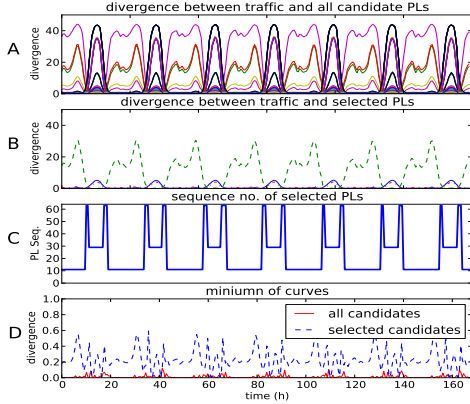 divergence between traffic and all candidate PLs
A
divergence
40
20
0
divergence between traffic and selected PLs
B
divergence
40
20
0
sequence no. of selected PLs
C
PL Seq.
60
50
40
30
20
10
0
miniumn of curves
D
divergence
1.0
0.8
0.6
0.4
0.2
0.0
all candidates
selected candidates
0 20 40 60 80 100 120 140 160
time (h)